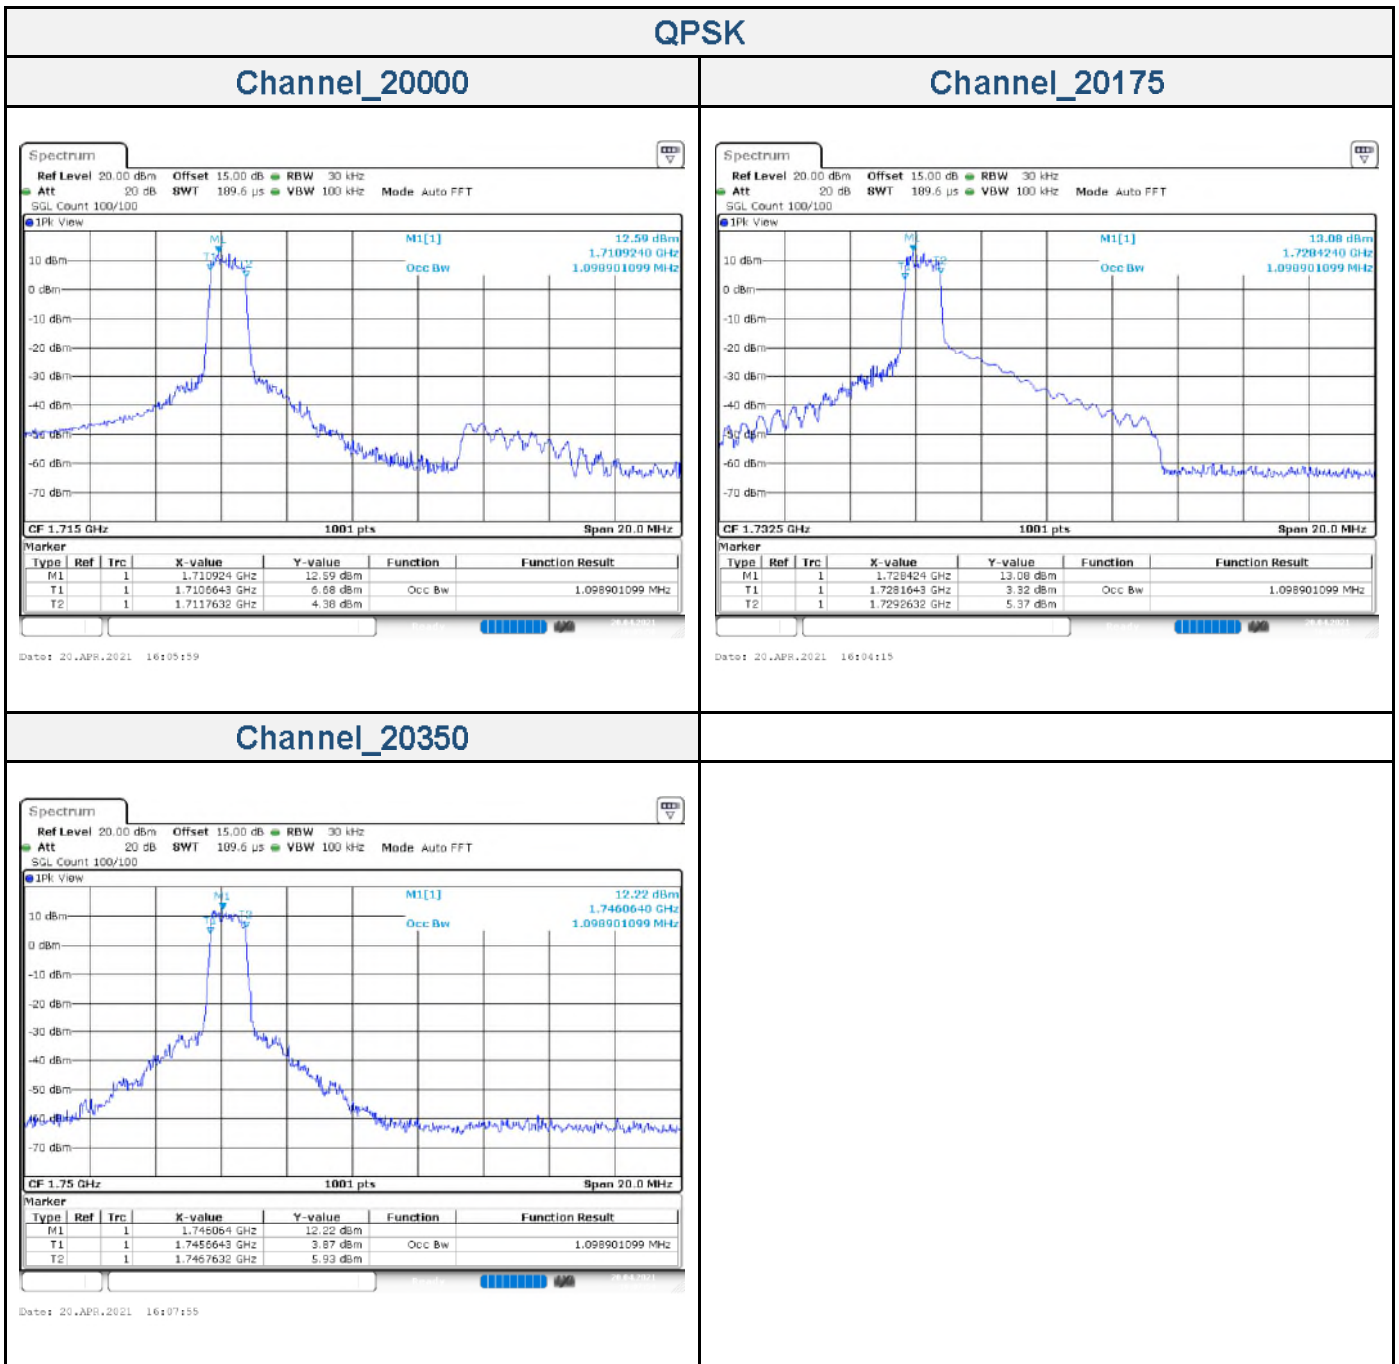 QPSK
Channel_20000
Channel_20175
Spectrum
Ref Level 20.00 dBm Offset 15.00 dB RBW 30 kHz
Att 20 dB SWT 189.6 µs VBW 100 kHz Mode Auto FFT
SGL Count 100/100
1Pk View
M1
T1
T2
M1[1] 12.59 dBm
1.7109240 GHz
Occ Bw 1.098901099 MHz
10 dBm
0 dBm
-10 dBm
-20 dBm
-30 dBm
-40 dBm
-50 dBm
-60 dBm
-70 dBm
CF 1.715 GHz 1001 pts Span 20.0 MHz
Marker
Type Ref Trc X-value Y-value Function Function Result
M1 1 1.710924 GHz 12.59 dBm
T1 1 1.7106643 GHz 6.68 dBm Occ Bw 1.098901099 MHz
T2 1 1.7117632 GHz 4.38 dBm
Date: 20.APR.2021 16:05:59
Spectrum
Ref Level 20.00 dBm Offset 15.00 dB RBW 30 kHz
Att 20 dB SWT 189.6 µs VBW 100 kHz Mode Auto FFT
SGL Count 100/100
1Pk View
M1
T1
T2
M1[1] 13.08 dBm
1.7284240 GHz
Occ Bw 1.098901099 MHz
10 dBm
0 dBm
-10 dBm
-20 dBm
-30 dBm
-40 dBm
-50 dBm
-60 dBm
-70 dBm
CF 1.7325 GHz 1001 pts Span 20.0 MHz
Marker
Type Ref Trc X-value Y-value Function Function Result
M1 1 1.728424 GHz 13.08 dBm
T1 1 1.7281643 GHz 3.32 dBm Occ Bw 1.098901099 MHz
T2 1 1.7292632 GHz 5.37 dBm
Date: 20.APR.2021 16:04:15
Channel_20350
Spectrum
Ref Level 20.00 dBm Offset 15.00 dB RBW 30 kHz
Att 20 dB SWT 189.6 µs VBW 100 kHz Mode Auto FFT
SGL Count 100/100
1Pk View
M1
T1
T2
M1[1] 12.22 dBm
1.7460640 GHz
Occ Bw 1.098901099 MHz
10 dBm
0 dBm
-10 dBm
-20 dBm
-30 dBm
-40 dBm
-50 dBm
-60 dBm
-70 dBm
CF 1.75 GHz 1001 pts Span 20.0 MHz
Marker
Type Ref Trc X-value Y-value Function Function Result
M1 1 1.746064 GHz 12.22 dBm
T1 1 1.7456643 GHz 3.87 dBm Occ Bw 1.098901099 MHz
T2 1 1.7467632 GHz 5.93 dBm
Date: 20.APR.2021 16:07:55